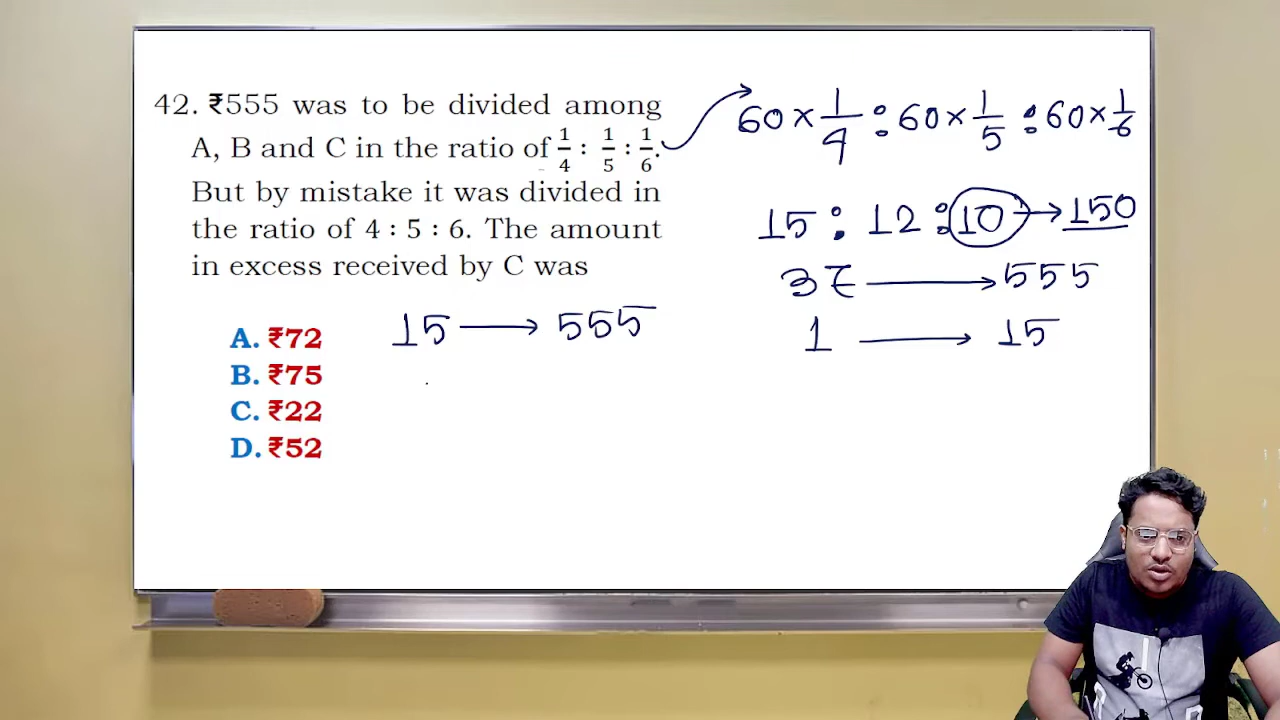 42. ₹555 was to be divided among
A, B and C in the ratio of 1/4 : 1/5 : 1/6.
But by mistake it was divided in
the ratio of 4 : 5 : 6. The amount
in excess received by C was
A. ₹72
B. ₹75
C. ₹22
D. ₹52
15 → 555
60 × 1/4 : 60 × 1/5 : 60 × 1/6
15 : 12 : 10 → 150
37 → 555
1 → 15